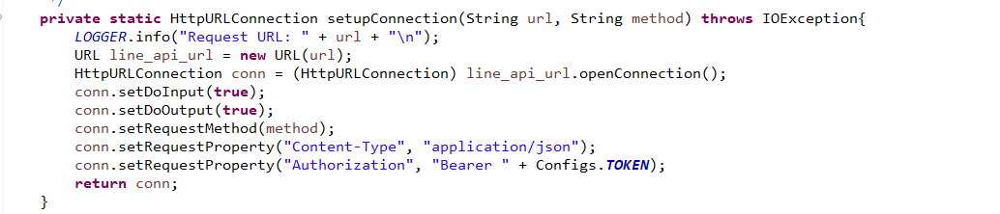 */
private static HttpURLConnection setupConnection(String url, String method) throws IOException{
LOGGER.info("Request URL: " + url + "\n");
URL line_api_url = new URL(url);
HttpURLConnection conn = (HttpURLConnection) line_api_url.openConnection();
conn.setDoInput(true);
conn.setDoOutput(true);
conn.setRequestMethod(method);
conn.setRequestProperty("Content-Type", "application/json");
conn.setRequestProperty("Authorization", "Bearer " + Configs.TOKEN);
return conn;
}